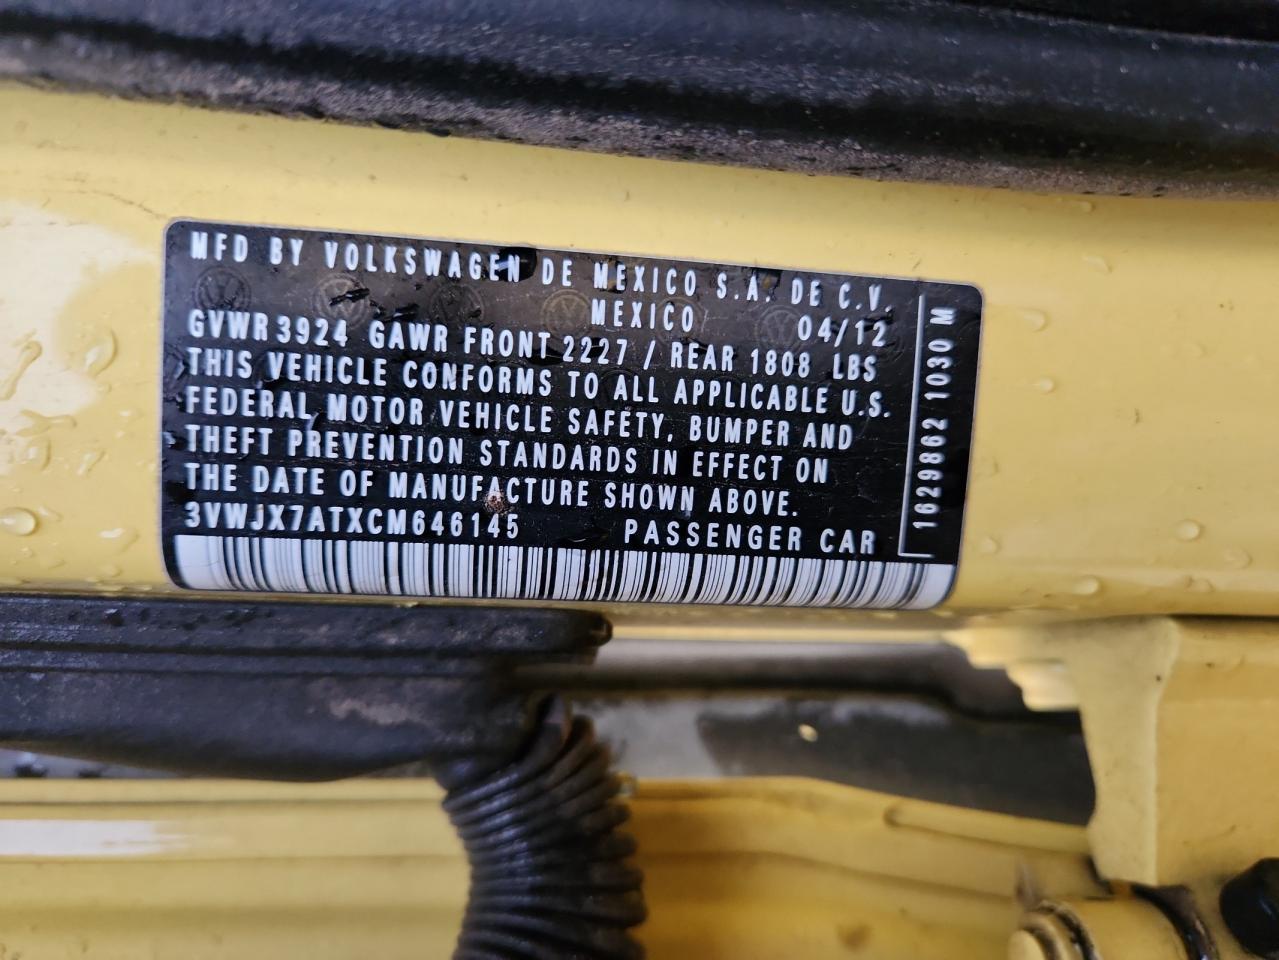 MFD BY VOLKSWAGEN DE MEXICO S.A. DE C.V.
MEXICO 04/12
GVWR 3924 GAWR FRONT 2227 / REAR 1808 LBS
THIS VEHICLE CONFORMS TO ALL APPLICABLE U.S.
FEDERAL MOTOR VEHICLE SAFETY, BUMPER AND
THEFT PREVENTION STANDARDS IN EFFECT ON
THE DATE OF MANUFACTURE SHOWN ABOVE.
3VWJX7ATXCM646145 PASSENGER CAR
1629862 1030 M